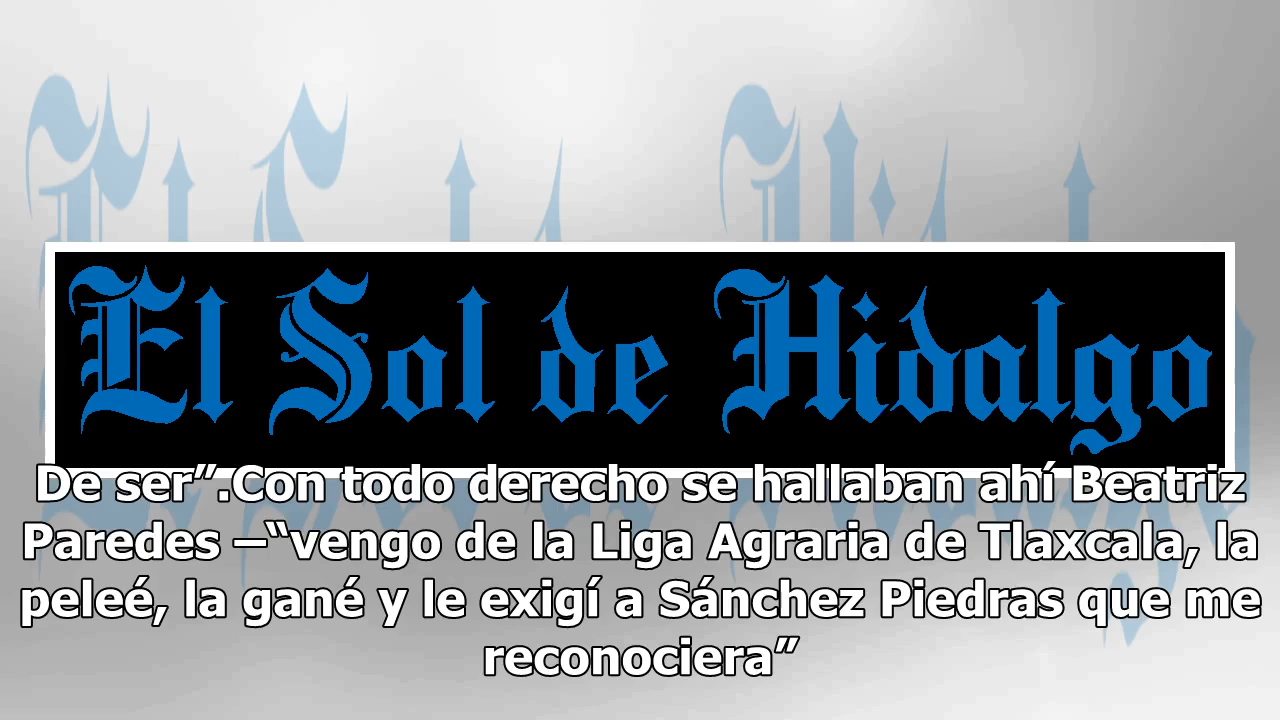 El Sol de Hidalgo
De ser”.Con todo derecho se hallaban ahí Beatriz
Paredes –“vengo de la Liga Agraria de Tlaxcala, la
peleé, la gané y le exigí a Sánchez Piedras que me
reconociera”